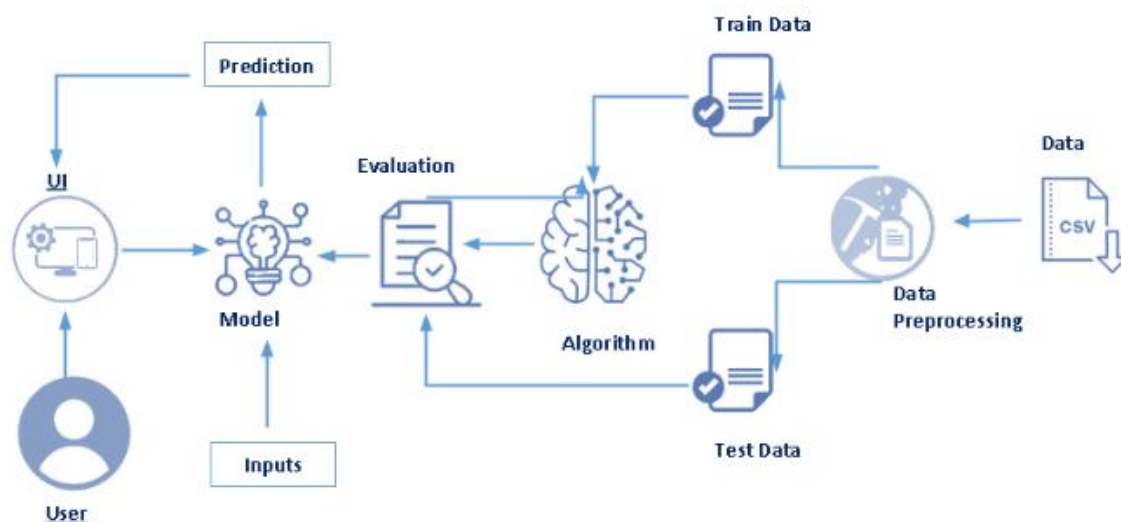 Train Data
Prediction
Data
Evaluation
UI
CSV
Model
Algorithm
Data
Preprocessing
Inputs
Test Data
User